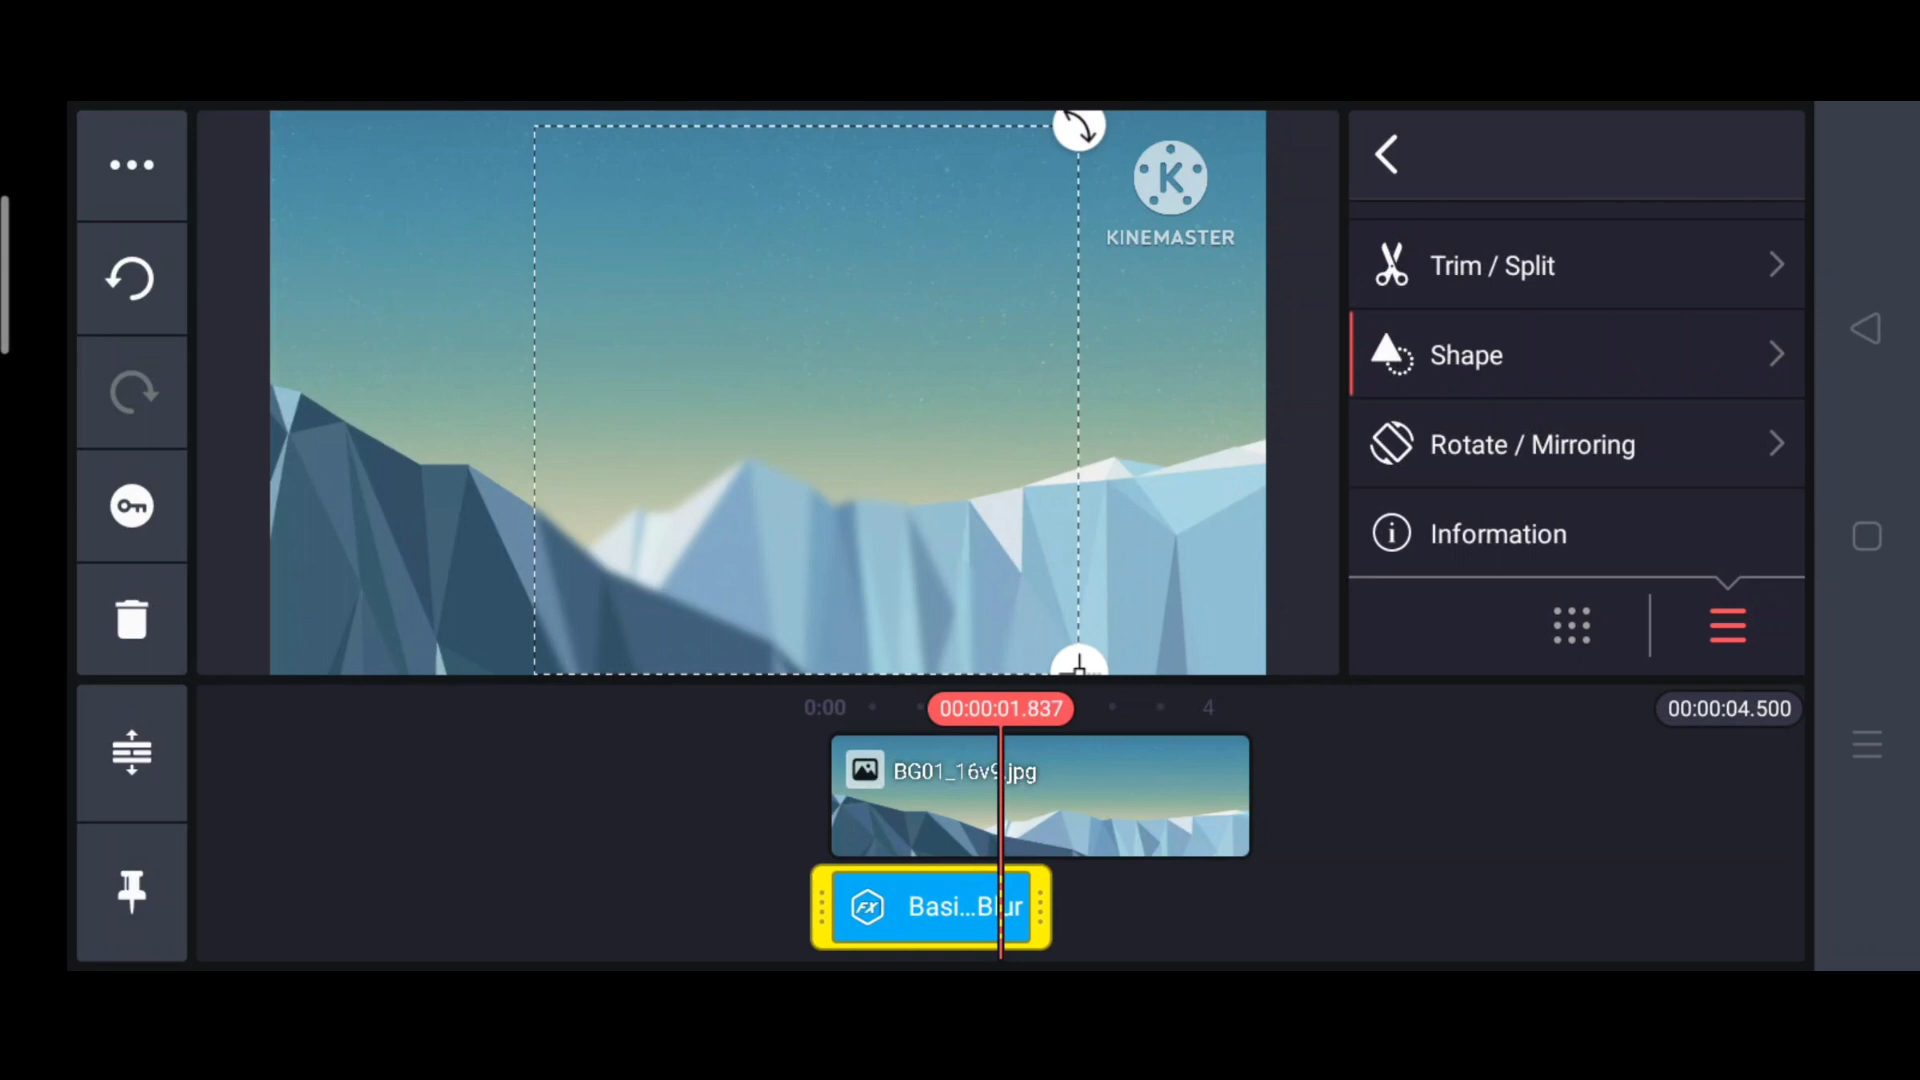 KINEMASTER
Trim / Split
Shape
Rotate / Mirroring
Information
0:00
00:00:01.837
4
00:00:04.500
BG01_16v9.jpg
FX
Basi...Blur